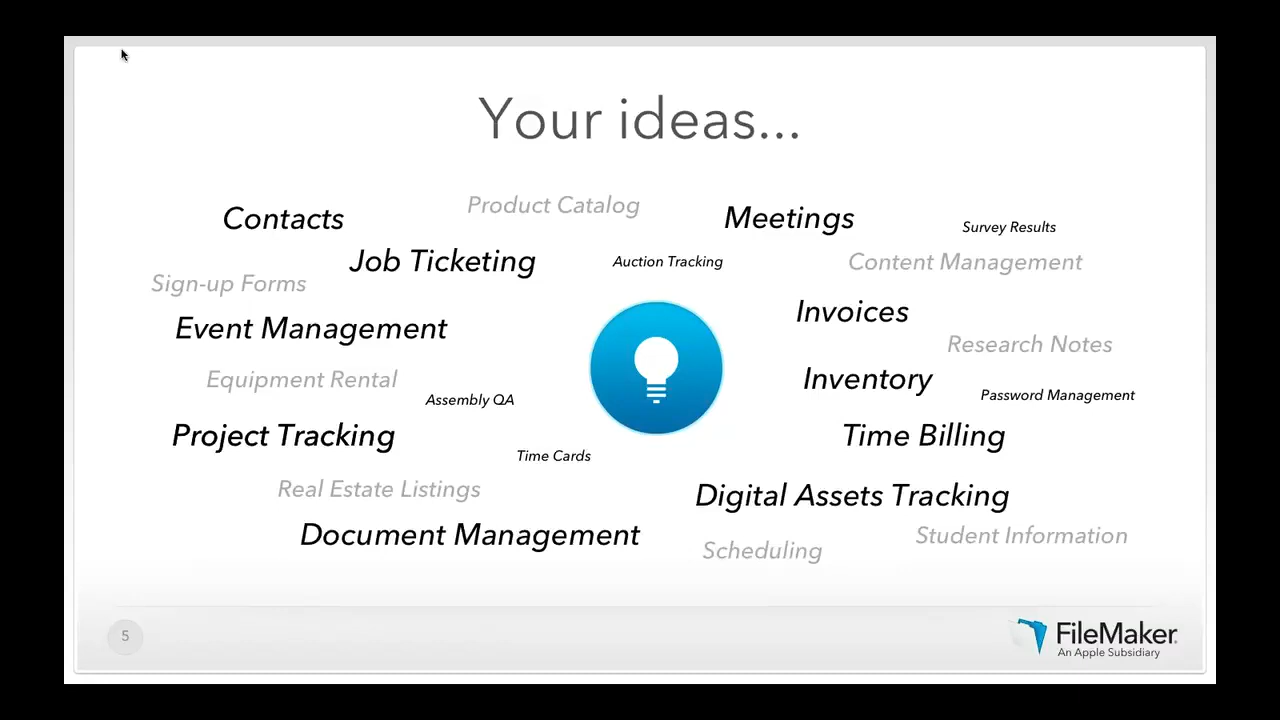 Your ideas...
Product Catalog
Contacts
Meetings
Survey Results
Job Ticketing
Auction Tracking
Content Management
Sign-up Forms
Invoices
Event Management
Research Notes
Equipment Rental
Inventory
Password Management
Assembly QA
Project Tracking
Time Billing
Time Cards
Real Estate Listings
Digital Assets Tracking
Document Management
Student Information
Scheduling
5
FileMaker
An Apple Subsidiary